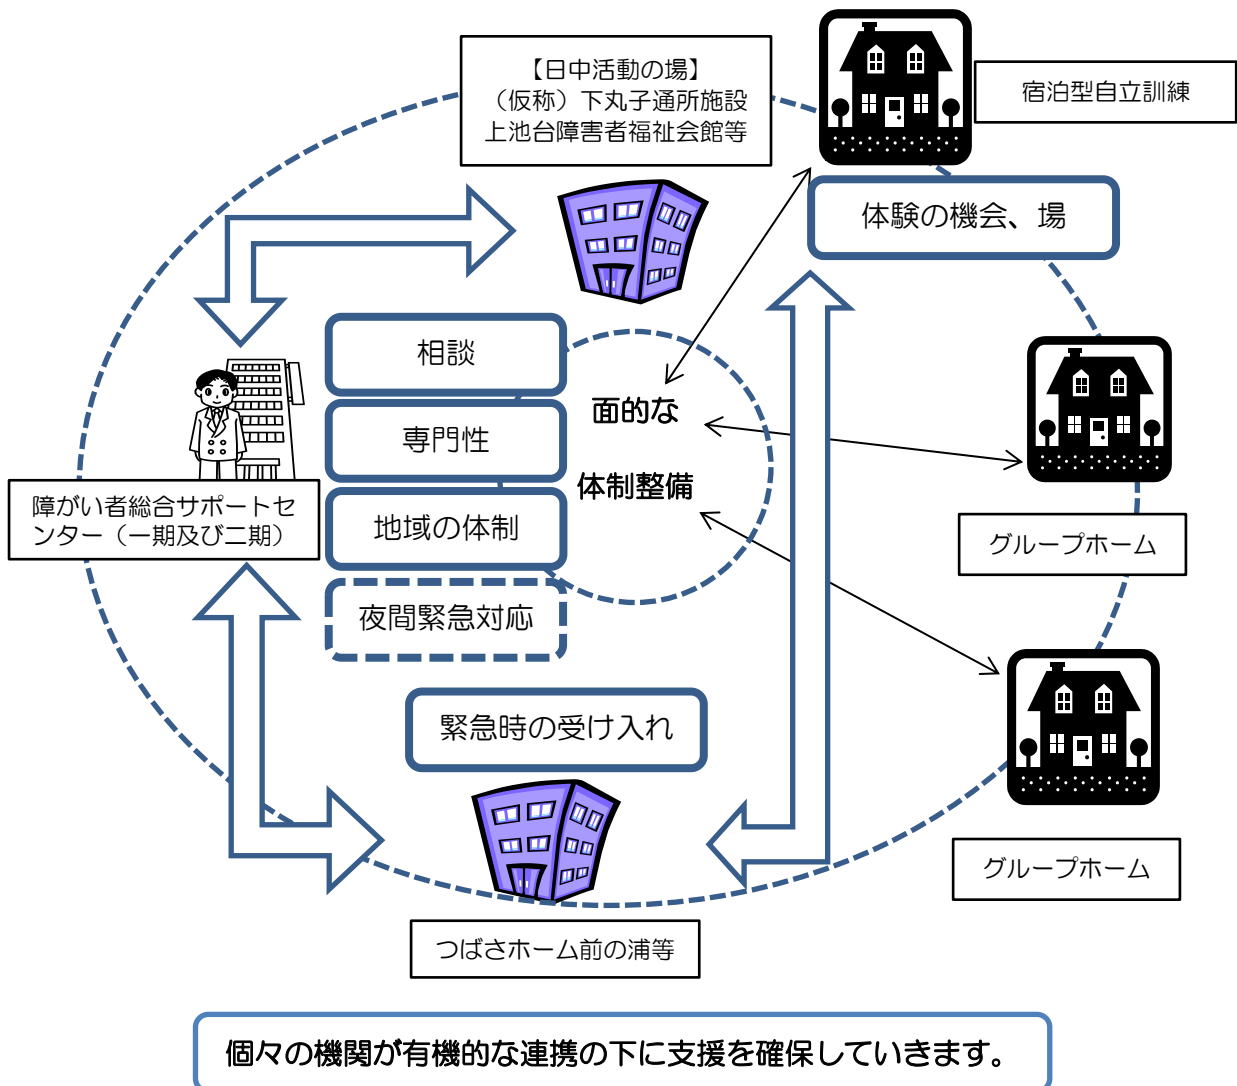 【日中活動の場】
（仮称）下丸子通所施設
上池台障害者福祉会館等
宿泊型自立訓練
体験の機会、場
相談
専門性
地域の体制
夜間緊急対応
面的な
体制整備
障がい者総合サポートセ
ンター（一期及び二期）
グループホーム
緊急時の受け入れ
グループホーム
つばさホーム前の浦等
個々の機関が有機的な連携の下に支援を確保していきます。